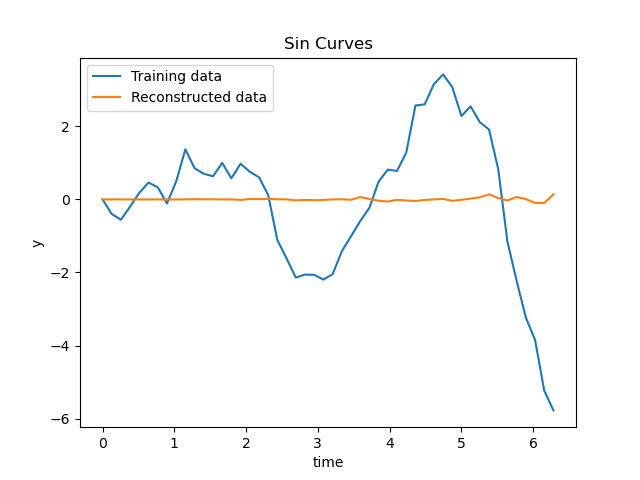 Sin Curves
Training data
Reconstructed data
y
2
0
−2
−4
−6
0 1 2 3 4 5 6
time